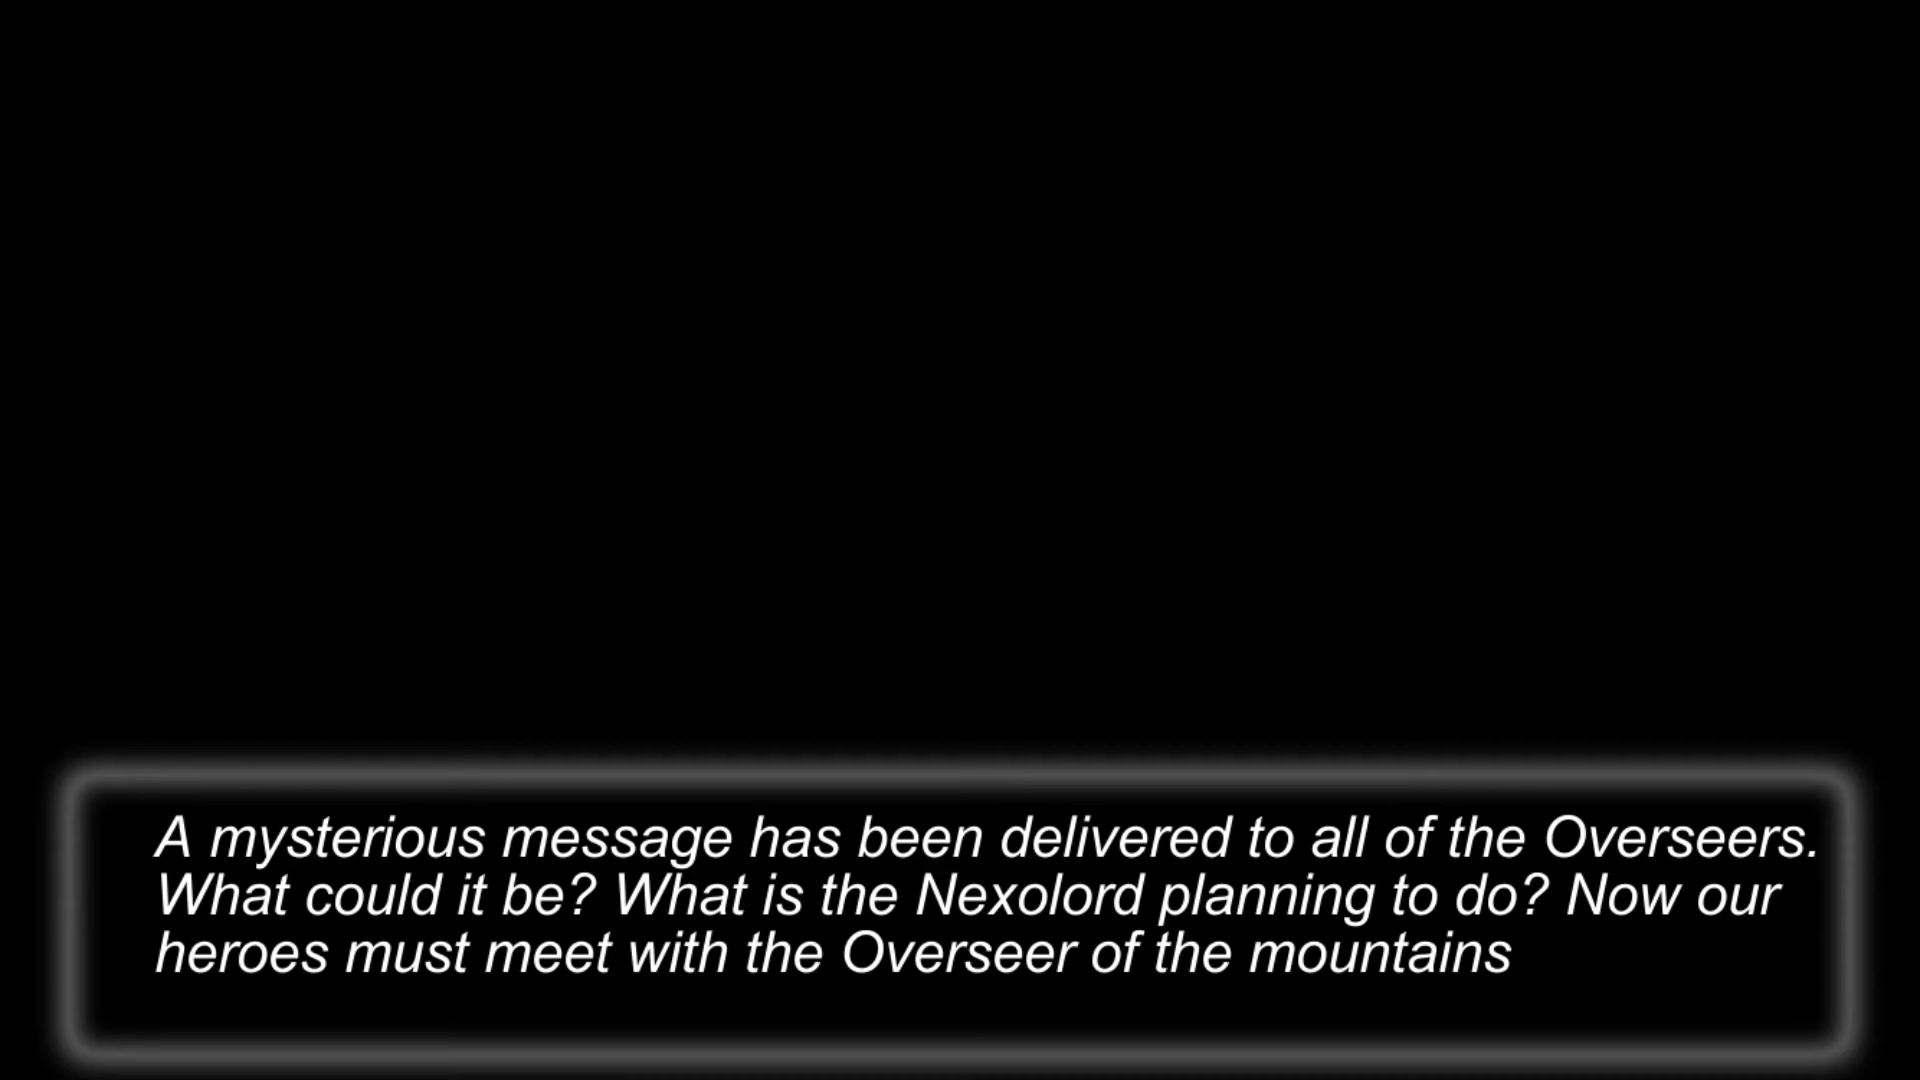 A mysterious message has been delivered to all of the Overseers.
What could it be? What is the Nexolord planning to do? Now our
heroes must meet with the Overseer of the mountains